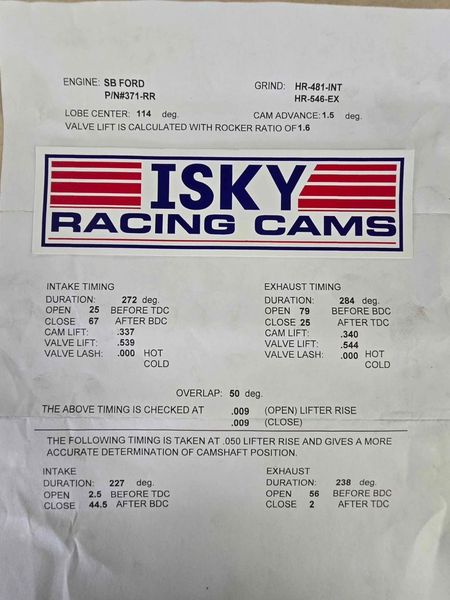 ENGINE: SB FORD GRIND: HR-481-INT
P/N#371-RR HR-546-EX
LOBE CENTER: 114 deg. CAM ADVANCE: 1.5 deg.
VALVE LIFT IS CALCULATED WITH ROCKER RATIO OF 1.6
ISKY
RACING CAMS
INTAKE TIMING EXHAUST TIMING
DURATION: 272 deg. DURATION: 284 deg.
OPEN 25 BEFORE TDC OPEN 79 BEFORE BDC
CLOSE 67 AFTER BDC CLOSE 25 AFTER TDC
CAM LIFT: .337 CAM LIFT: .340
VALVE LIFT: .539 VALVE LIFT: .544
VALVE LASH: .000 HOT VALVE LASH: .000 HOT
COLD COLD
OVERLAP: 50 deg.
THE ABOVE TIMING IS CHECKED AT .009 (OPEN) LIFTER RISE
.009 (CLOSE)
THE FOLLOWING TIMING IS TAKEN AT .050 LIFTER RISE AND GIVES A MORE
ACCURATE DETERMINATION OF CAMSHAFT POSITION.
INTAKE EXHAUST
DURATION: 227 deg. DURATION: 238 deg.
OPEN 2.5 BEFORE TDC OPEN 56 BEFORE BDC
CLOSE 44.5 AFTER BDC CLOSE 2 AFTER TDC